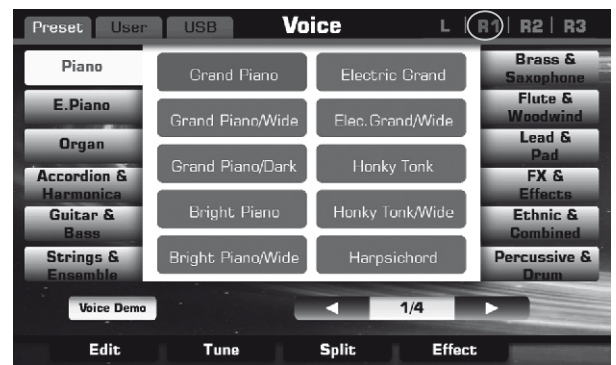 Preset User USB Voice L R1 R2 R3
Piano
E.Piano
Organ
Accordion &
Harmonica
Guitar &
Bass
Strings &
Ensemble
Grand Piano Electric Grand
Grand Piano/Wide Elec.Grand/Wide
Grand Piano/Dark Honky Tonk
Bright Piano Honky Tonk/Wide
Bright Piano/Wide Harpsichord
Brass &
Saxophone
Flute &
Woodwind
Lead &
Pad
FX &
Effects
Ethnic &
Combined
Percussive &
Drum
Voice Demo 1/4
Edit Tune Split Effect